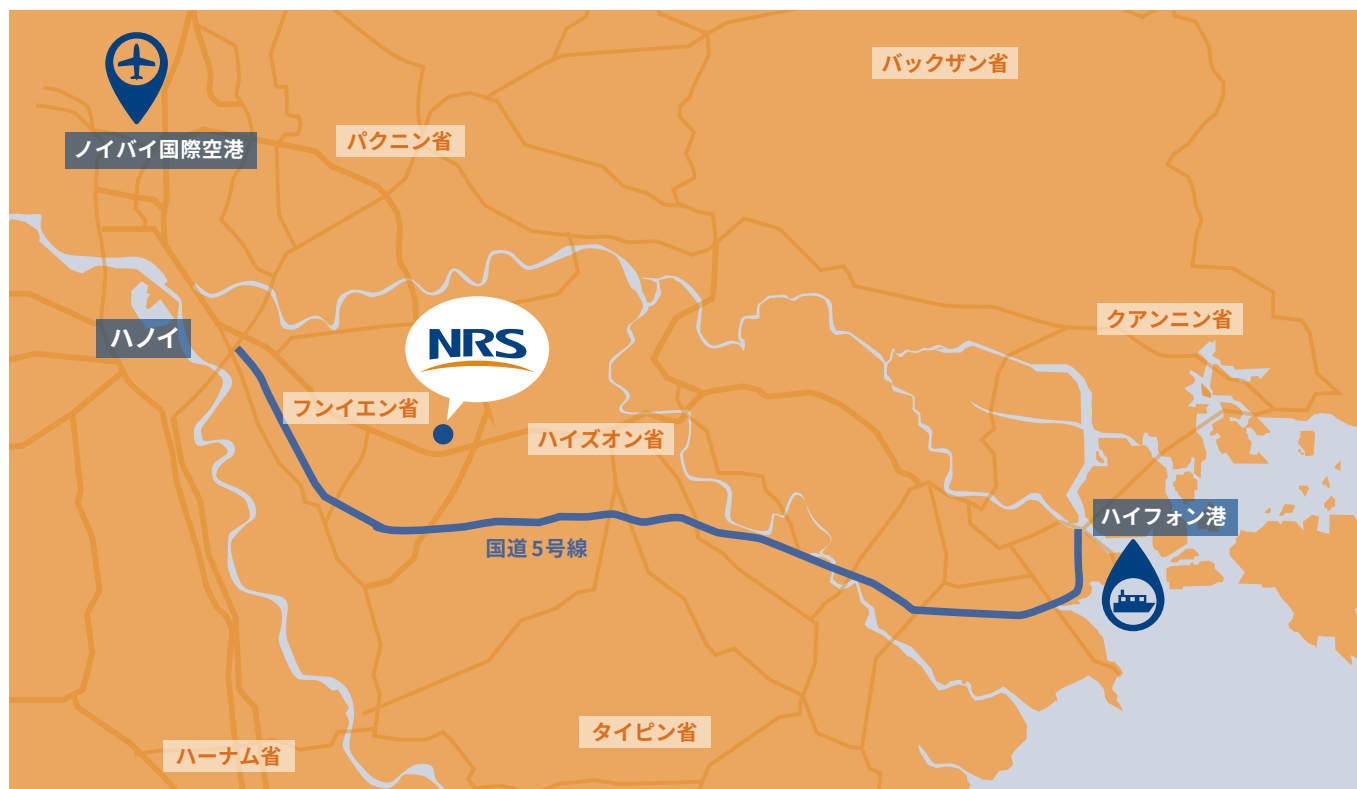 バックザン省
パクニン省
ノイバイ国際空港
クアンニン省
ハノイ
NRS
フンイエン省
ハイズオン省
ハイフォン港
国道5号線
タイピン省
ハーナム省